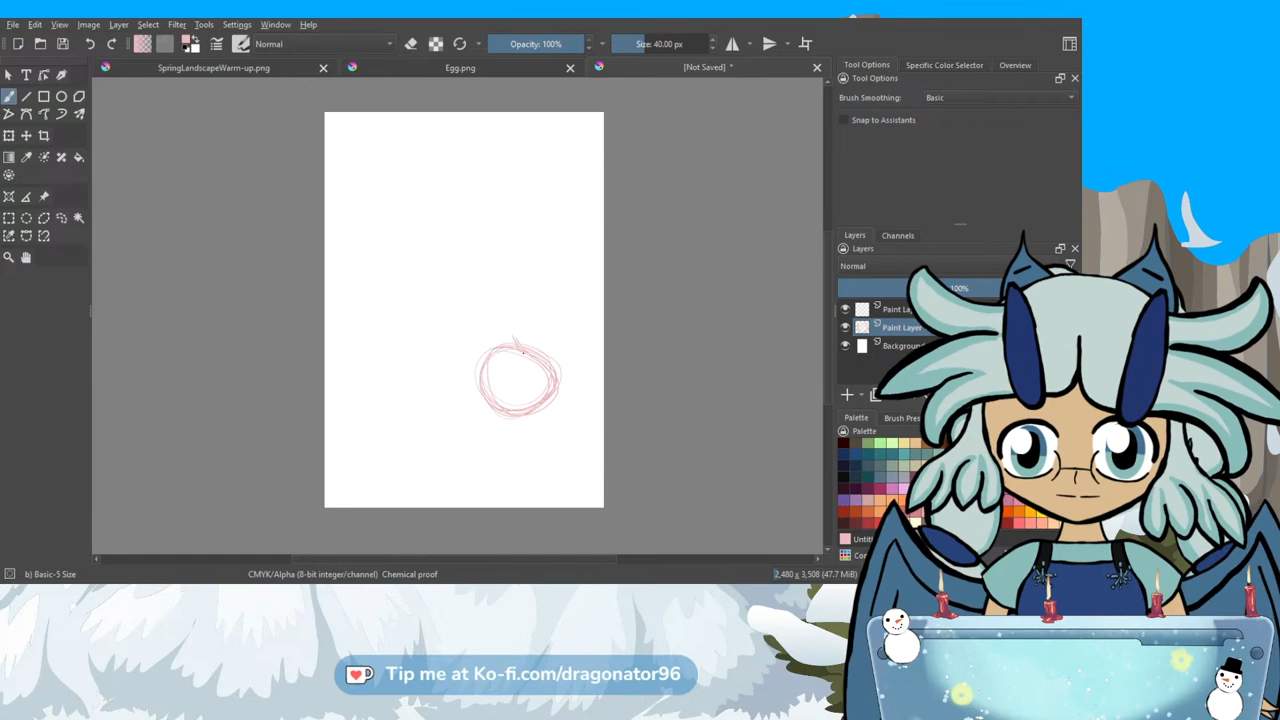 File Edit View Image Layer Select Filter Tools Settings Window Help
Normal Opacity: 100% Size: 40.00 px
SpringLandscapeWarm-up.png Egg.png [Not Saved] *
Tool Options Specific Color Selector Overview
Tool Options
Brush Smoothing: Basic
Snap to Assistants
Layers Channels
Layers
Normal
100%
Paint La
Paint Layer
Backgroun
Palette Brush Pres
Palette
Untit
Co
b) Basic-5 Size CMYK/Alpha (8-bit integer/channel) Chemical proof 2,480 x 3,508 (47.7 MiB)
Tip me at Ko-fi.com/dragonator96